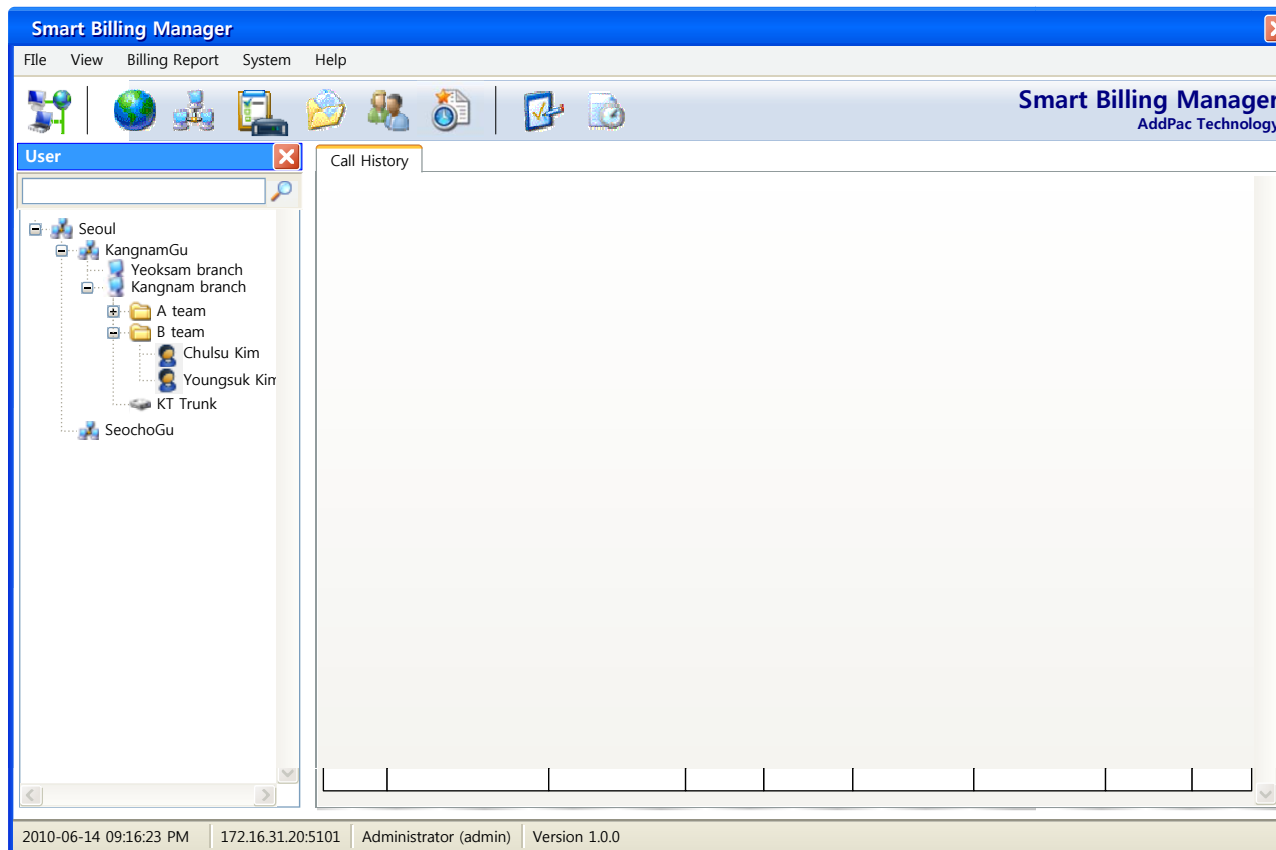 Smart Billing Manager
FIle View Billing Report System Help
Smart Billing Manager
AddPac Technology
User
Call History
Seoul
KangnamGu
Yeoksam branch
Kangnam branch
A team
B team
Chulsu Kim
Youngsuk Kim
KT Trunk
SeochoGu
2010-06-14 09:16:23 PM 172.16.31.20:5101 Administrator (admin) Version 1.0.0